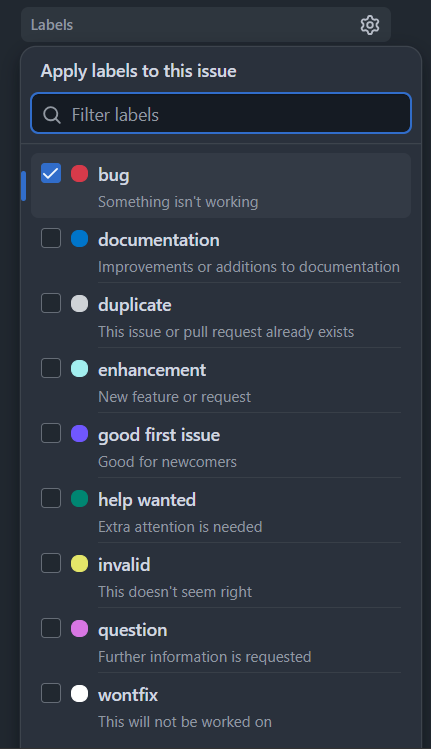 Labels
Apply labels to this issue
Filter labels
bug
Something isn't working
documentation
Improvements or additions to documentation
duplicate
This issue or pull request already exists
enhancement
New feature or request
good first issue
Good for newcomers
help wanted
Extra attention is needed
invalid
This doesn't seem right
question
Further information is requested
wontfix
This will not be worked on